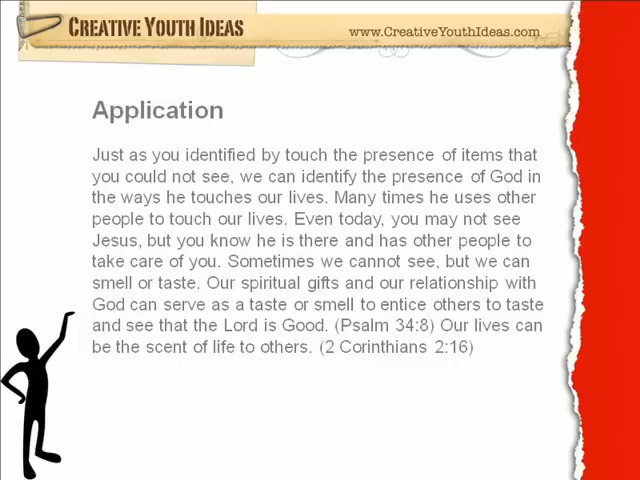 CREATIVE YOUTH IDEAS
www.CREATIVEYOUTHIDEAS.com
Application
Just as you identified by touch the presence of items that
you could not see, we can identify the presence of God in
the ways he touches our lives. Many times he uses other
people to touch our lives. Even today, you may not see
Jesus, but you know he is there and has other people to
take care of you. Sometimes we cannot see, but we can
smell or taste. Our spiritual gifts and our relationship with
God can serve as a taste or smell to entice others to taste
and see that the Lord is Good. (Psalm 34:8) Our lives can
be the scent of life to others. (2 Corinthians 2:16)